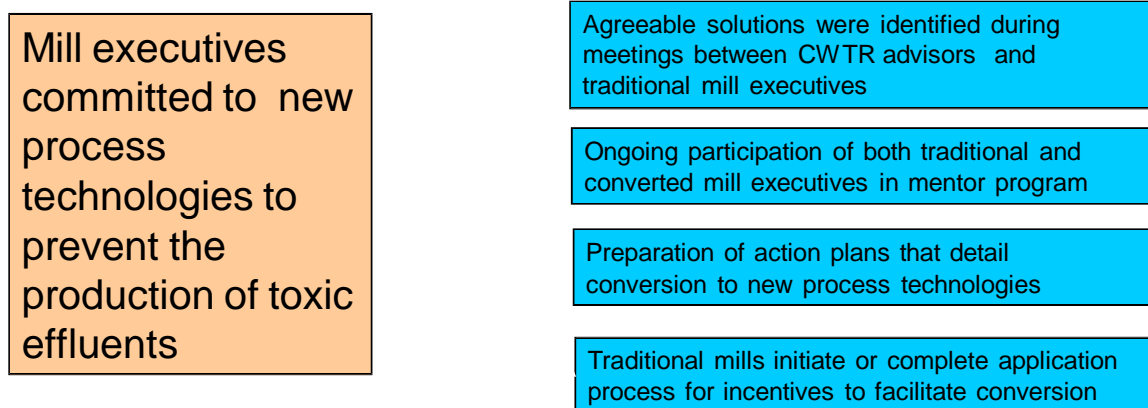 Mill executives
committed to new
process
technologies to
prevent the
production of toxic
effluents
Agreeable solutions were identified during
meetings between CWTR advisors and
traditional mill executives
Ongoing participation of both traditional and
converted mill executives in mentor program
Preparation of action plans that detail
conversion to new process technologies
Traditional mills initiate or complete application
process for incentives to facilitate conversion